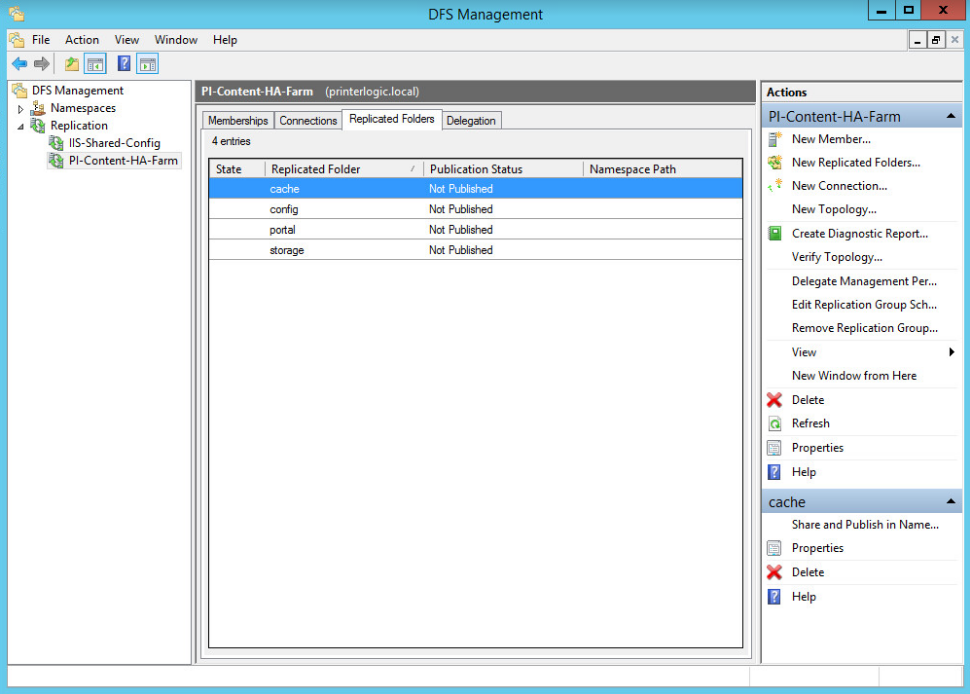 DFS Management
File Action View Window Help
DFS Management
Namespaces
Replication
IIS-Shared-Config
PI-Content-HA-Farm
PI-Content-HA-Farm (printerlogic.local)
Memberships Connections Replicated Folders Delegation
4 entries
State Replicated Folder Publication Status Namespace Path
cache Not Published
config Not Published
portal Not Published
storage Not Published
Actions
PI-Content-HA-Farm
New Member...
New Replicated Folders...
New Connection...
New Topology...
Create Diagnostic Report...
Verify Topology...
Delegate Management Per...
Edit Replication Group Sch...
Remove Replication Group...
View
New Window from Here
Delete
Refresh
Properties
Help
cache
Share and Publish in Name...
Properties
Delete
Help